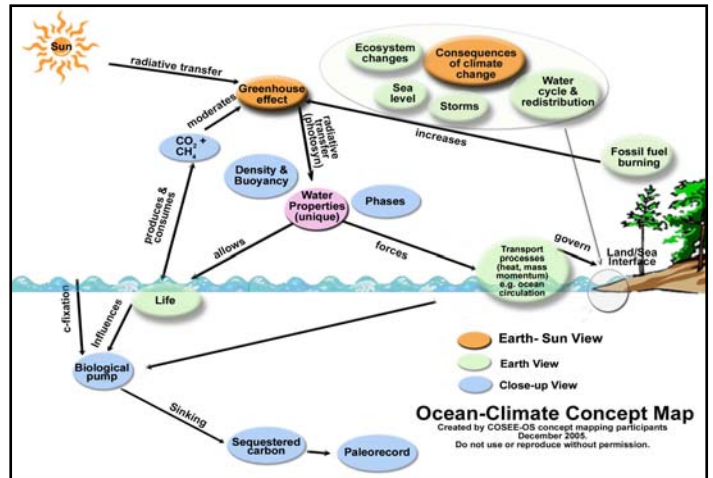 Sun
radiative transfer
Greenhouse
effect
Ecosystem
changes
Consequences
of climate
change
Sea
level
Storms
Water
cycle &
redistribution
moderates
increases
radiative
transfer
(photosyn)
CO2 +
CH4
Fossil fuel
burning
Density &
Buoyancy
Water
Properties
(unique)
Phases
produces &
consumes
allows
forces
govern
Land/Sea
Interface
Transport
processes
(heat, mass
momentum)
e.g. ocean
circulation
Life
c-fixation
Influences
Biological
pump
Sinking
Sequestered
carbon
Paleorecord
Earth- Sun View
Earth View
Close-up View
Ocean-Climate Concept Map
Created by COSEE-OS concept mapping participants
December 2005.
Do not use or reproduce without permission.